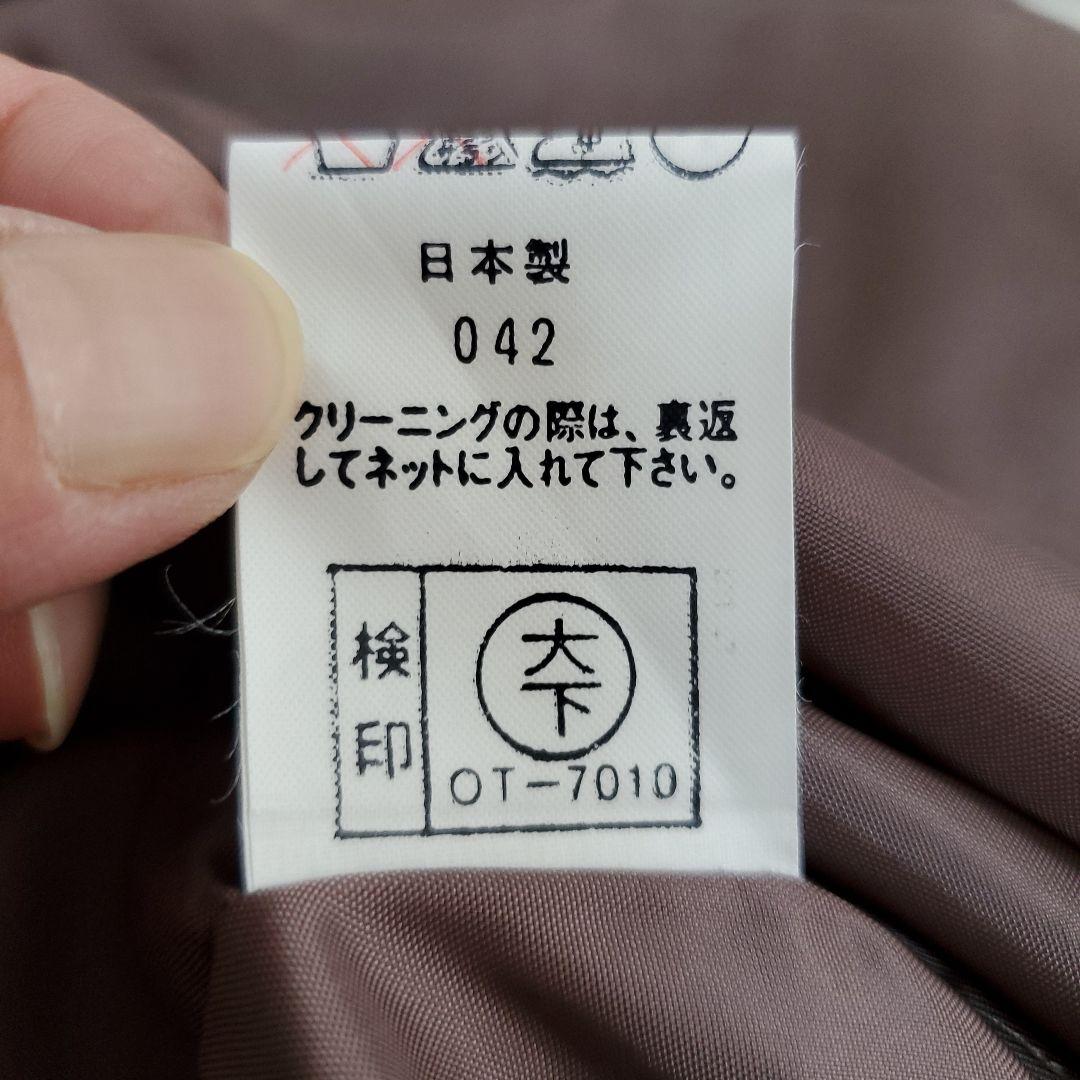 日本製
042
クリーニングの際は、裏返
してネットに入れて下さい。
検印
大下
OT-7010